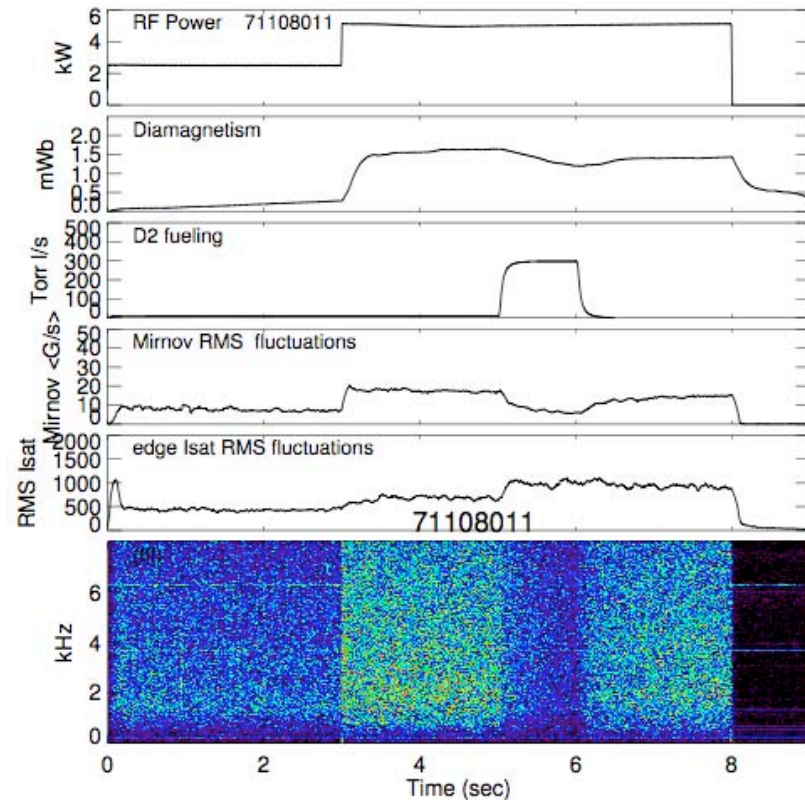 RF Power 71108011
kW
6
4
2
0
Diamagnetism
mWb
2.0
1.5
1.0
0.5
0.0
D2 fueling
Torr l/s
500
400
300
200
100
0
Mirnov RMS fluctuations
Mirnov <G/s>
50
40
30
20
10
0
edge Isat RMS fluctuations
RMS Isat
2000
1500
1000
500
0
71108011
kHz
6
4
2
0
0 2 4 6 8
Time (sec)